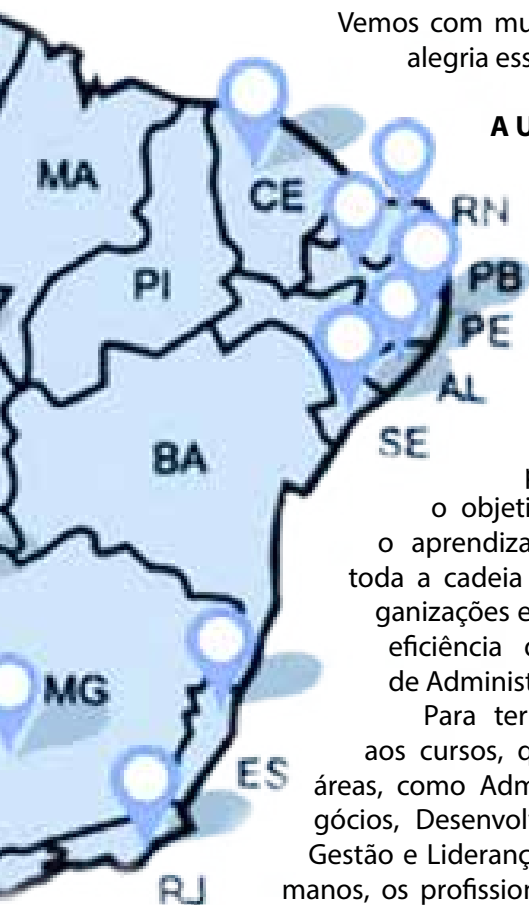 Vemos com mu
alegria ess
A U
MA
CE
RN
PI
PB
PE
AL
BA
SE
o objeti
o aprendiza
toda a cadeia
ganizações e
eficiência
de Administ
MG
Para ter
aos cursos, d
ES
áreas, como Adm
gócios, Desenvol
Gestão e Lideranç
RJ
manos, os profission